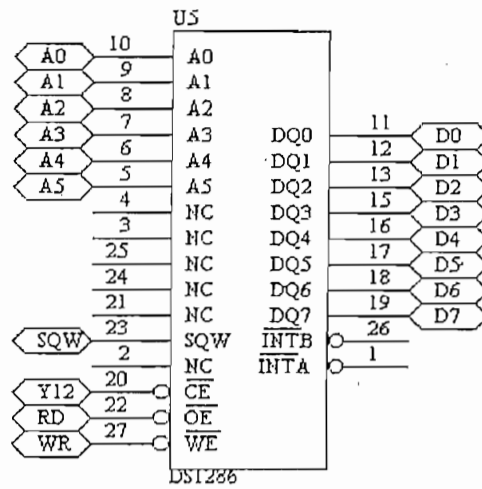 U5
A0 10 A0
A1 9 A1
A2 8 A2
A3 7 A3 DQ0 11 D0
A4 6 A4 DQ1 12 D1
A5 5 A5 DQ2 13 D2
4 NC DQ3 15 D3
3 NC DQ4 16 D4
25 NC DQ5 17 D5
24 NC DQ6 18 D6
21 NC DQ7 19 D7
SQW 23 SQW INTB 26
2 NC INTA 1
Y12 20 CE
RD 22 OE
WR 27 WE
DS1286